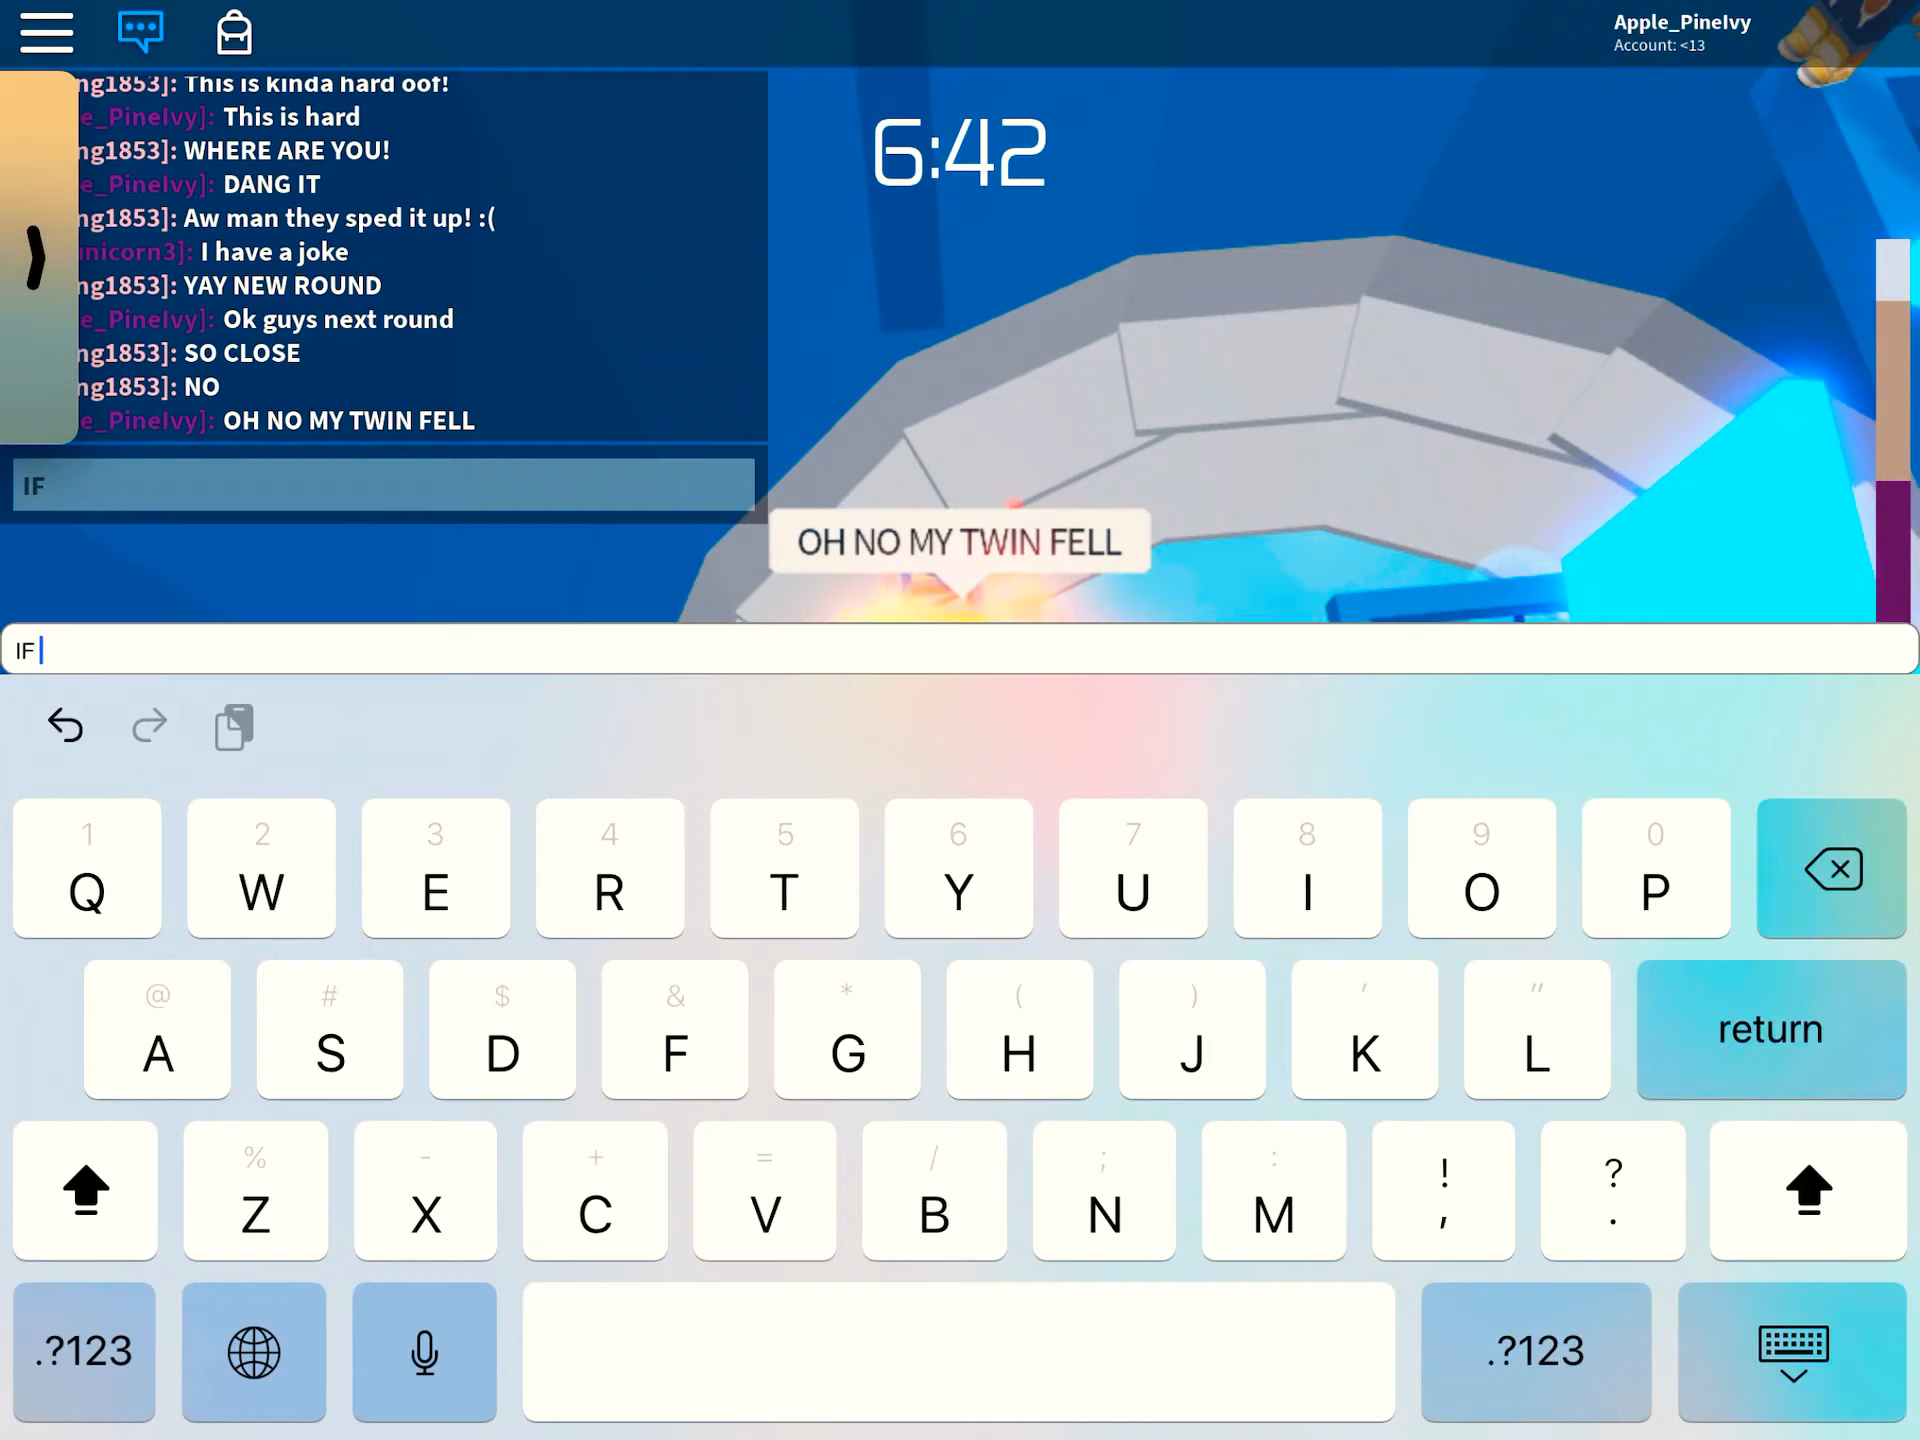 Apple_PineIvy
Account: <13
ng1853]: This is kinda hard oof!
e_PineIvy]: This is hard
ng1853]: WHERE ARE YOU!
e_PineIvy]: DANG IT
ng1853]: Aw man they sped it up! :(
unicorn3]: I have a joke
ng1853]: YAY NEW ROUND
e_PineIvy]: Ok guys next round
ng1853]: SO CLOSE
ng1853]: NO
e_PineIvy]: OH NO MY TWIN FELL
6:42
IF
OH NO MY TWIN FELL
IF
1 2 3 4 5 6 7 8 9 0
Q W E R T Y U I O P
@ # $ & * ( ) ' "
A S D F G H J K L return
% - + = / ; : ! ?
Z X C V B N M , .
.?123 .?123